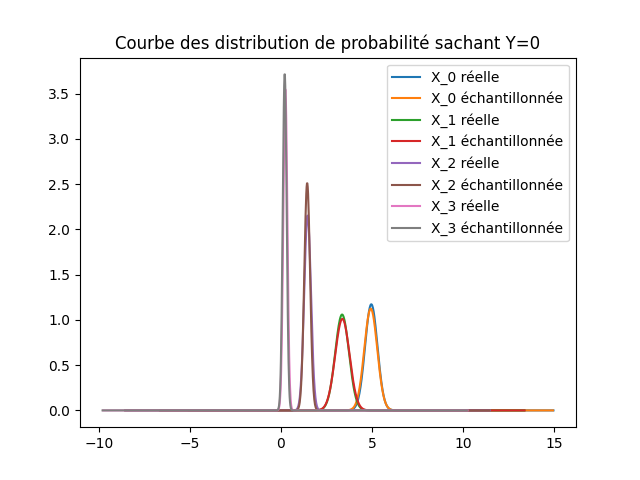 Courbe des distribution de probabilité sachant Y=0
3.5
3.0
2.5
2.0
1.5
1.0
0.5
0.0
−10
−5
0
5
10
15
X_0 réelle
X_0 échantillonnée
X_1 réelle
X_1 échantillonnée
X_2 réelle
X_2 échantillonnée
X_3 réelle
X_3 échantillonnée